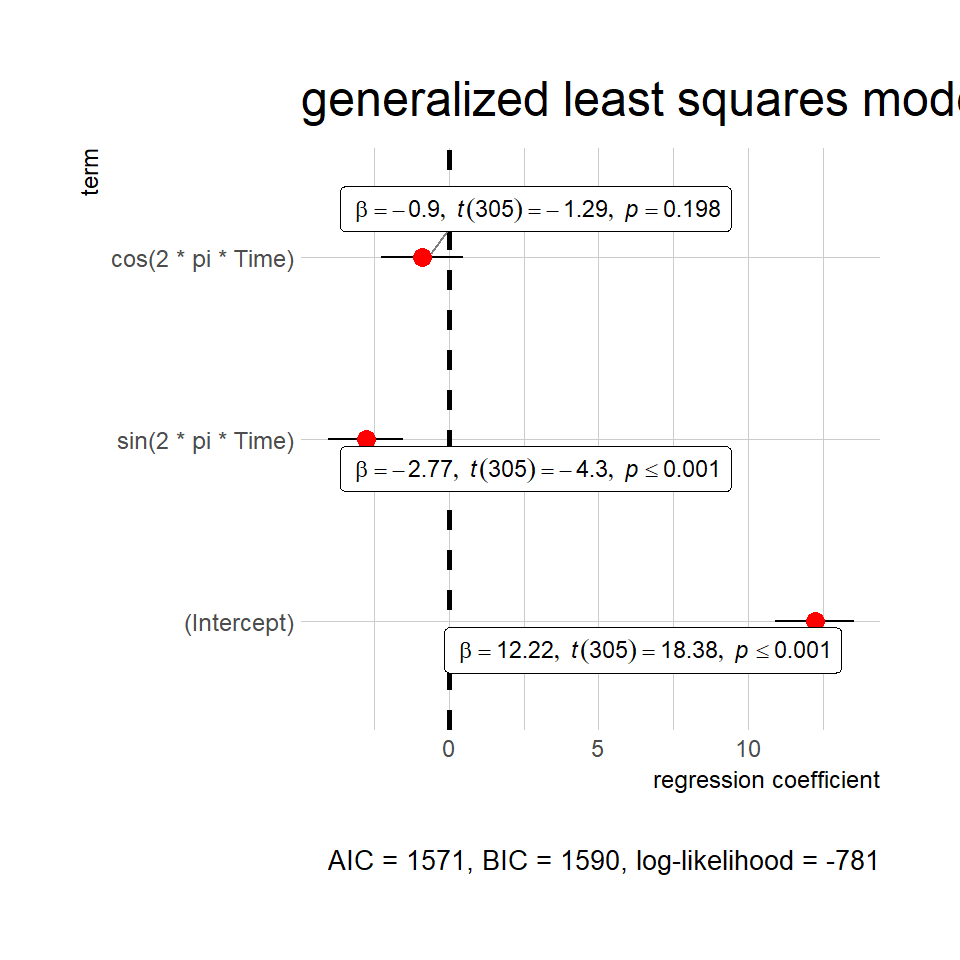 generalized least squares mod
term
β = −0.9, t(305) = −1.29, p = 0.198
cos(2 * pi * Time)
sin(2 * pi * Time)
β = −2.77, t(305) = −4.3, p ≤ 0.001
(Intercept)
β = 12.22, t(305) = 18.38, p ≤ 0.001
0 5 10
regression coefficient
AIC = 1571, BIC = 1590, log-likelihood = -781